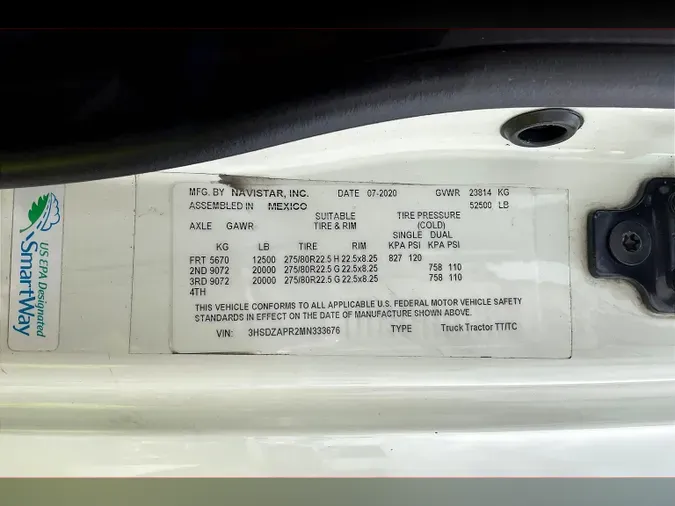 MFG. BY NAVISTAR, INC. DATE 07-2020 GVWR 23814 KG
ASSEMBLED IN MEXICO 52500 LB
SUITABLE TIRE PRESSURE
AXLE GAWR TIRE & RIM (COLD)
SINGLE DUAL
KG LB TIRE RIM KPA PSI KPA PSI
FRT 5670 12500 275/80R22.5 H 22.5x8.25 827 120
2ND 9072 20000 275/80R22.5 G 22.5x8.25 758 110
3RD 9072 20000 275/80R22.5 G 22.5x8.25 758 110
4TH
THIS VEHICLE CONFORMS TO ALL APPLICABLE U.S. FEDERAL MOTOR VEHICLE SAFETY
STANDARDS IN EFFECT ON THE DATE OF MANUFACTURE SHOWN ABOVE.
VIN: 3HSDZAPR2MN333676 TYPE Truck Tractor TT/TC
US EPA Designated
SmartWay